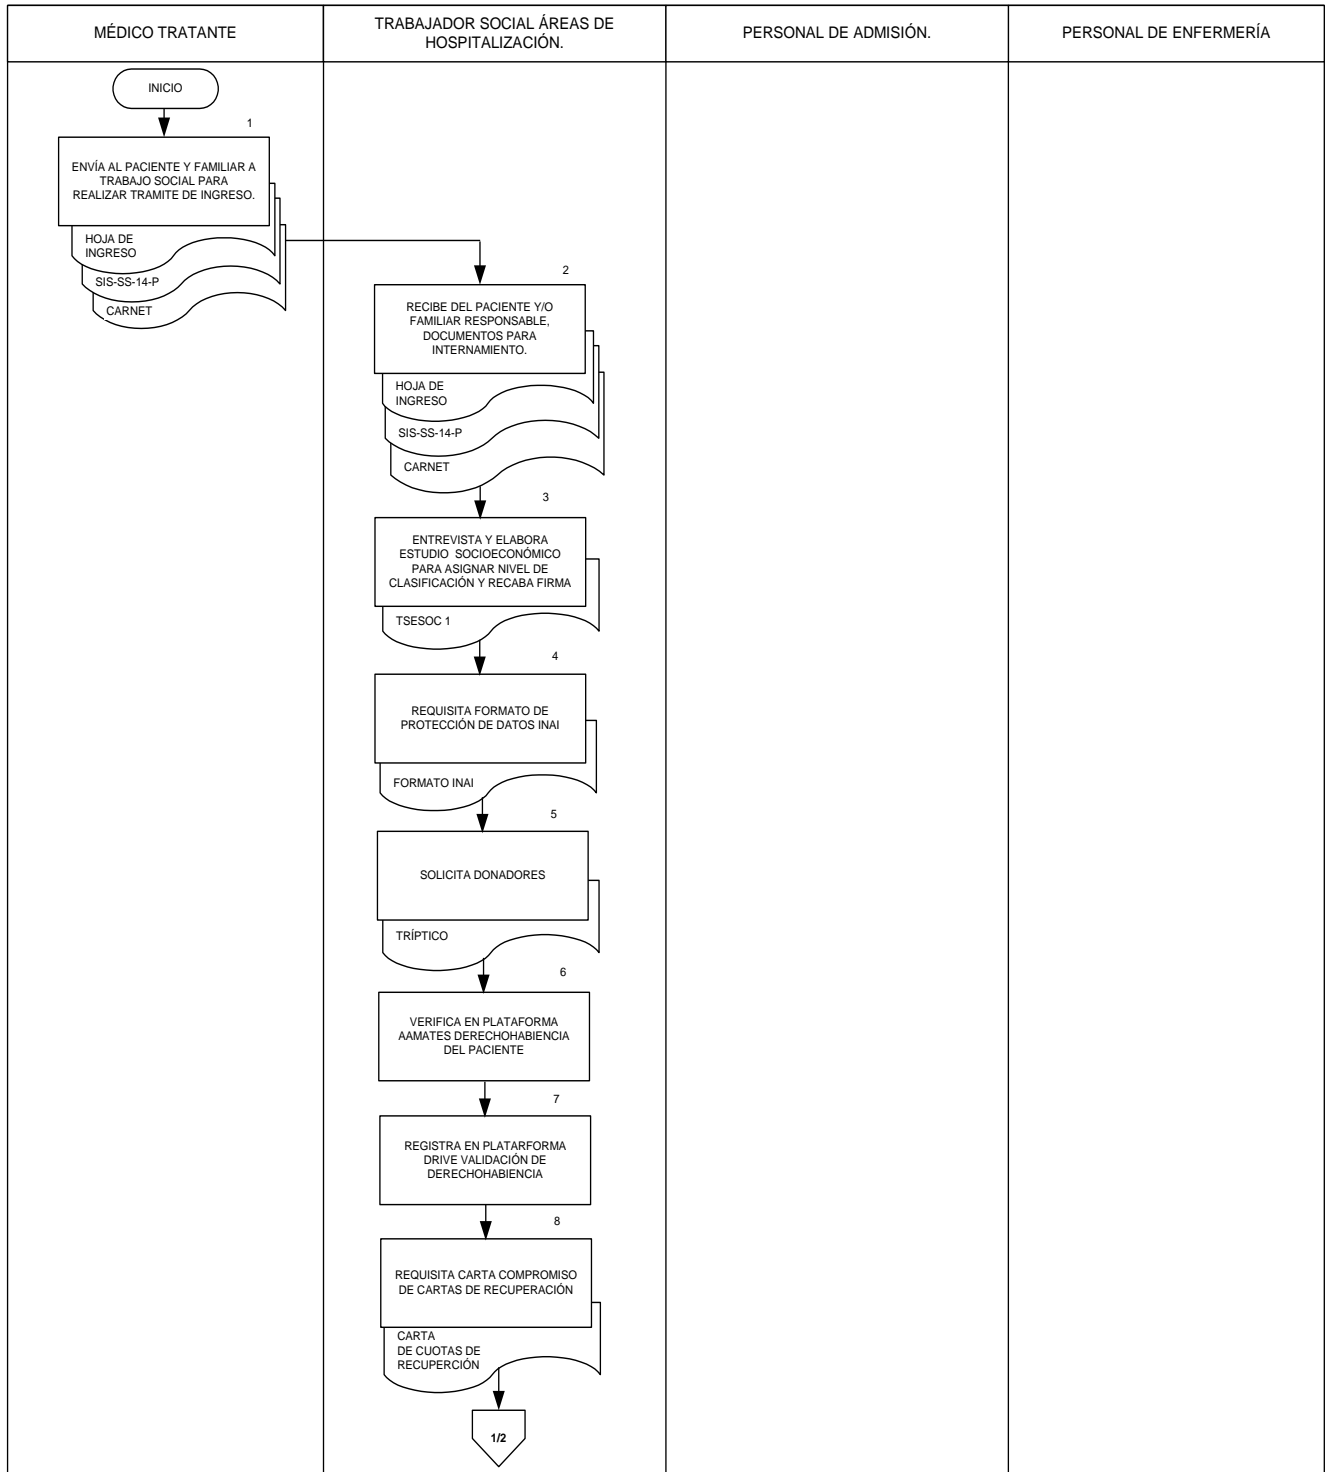 MÉDICO TRATANTE
TRABAJADOR SOCIAL ÁREAS DE
HOSPITALIZACIÓN.
PERSONAL DE ADMISIÓN.
PERSONAL DE ENFERMERÍA
INICIO
1
ENVÍA AL PACIENTE Y FAMILIAR A
TRABAJO SOCIAL PARA
REALIZAR TRAMITE DE INGRESO.
HOJA DE
INGRESO
SIS-SS-14-P
CARNET
2
RECIBE DEL PACIENTE Y/O
FAMILIAR RESPONSABLE,
DOCUMENTOS PARA
INTERNAMIENTO.
HOJA DE
INGRESO
SIS-SS-14-P
CARNET
3
ENTREVISTA Y ELABORA
ESTUDIO SOCIOECONÓMICO
PARA ASIGNAR NIVEL DE
CLASIFICACIÓN Y RECABA FIRMA
TSESOC 1
4
REQUISITA FORMATO DE
PROTECCIÓN DE DATOS INAI
FORMATO INAI
5
SOLICITA DONADORES
TRÍPTICO
6
VERIFICA EN PLATAFORMA
AAMATES DERECHOHABIENCIA
DEL PACIENTE
7
REGISTRA EN PLATARFORMA
DRIVE VALIDACIÓN DE
DERECHOHABIENCIA
8
REQUISITA CARTA COMPROMISO
DE CARTAS DE RECUPERACIÓN
CARTA
DE CUOTAS DE
RECUPERCIÓN
1/2